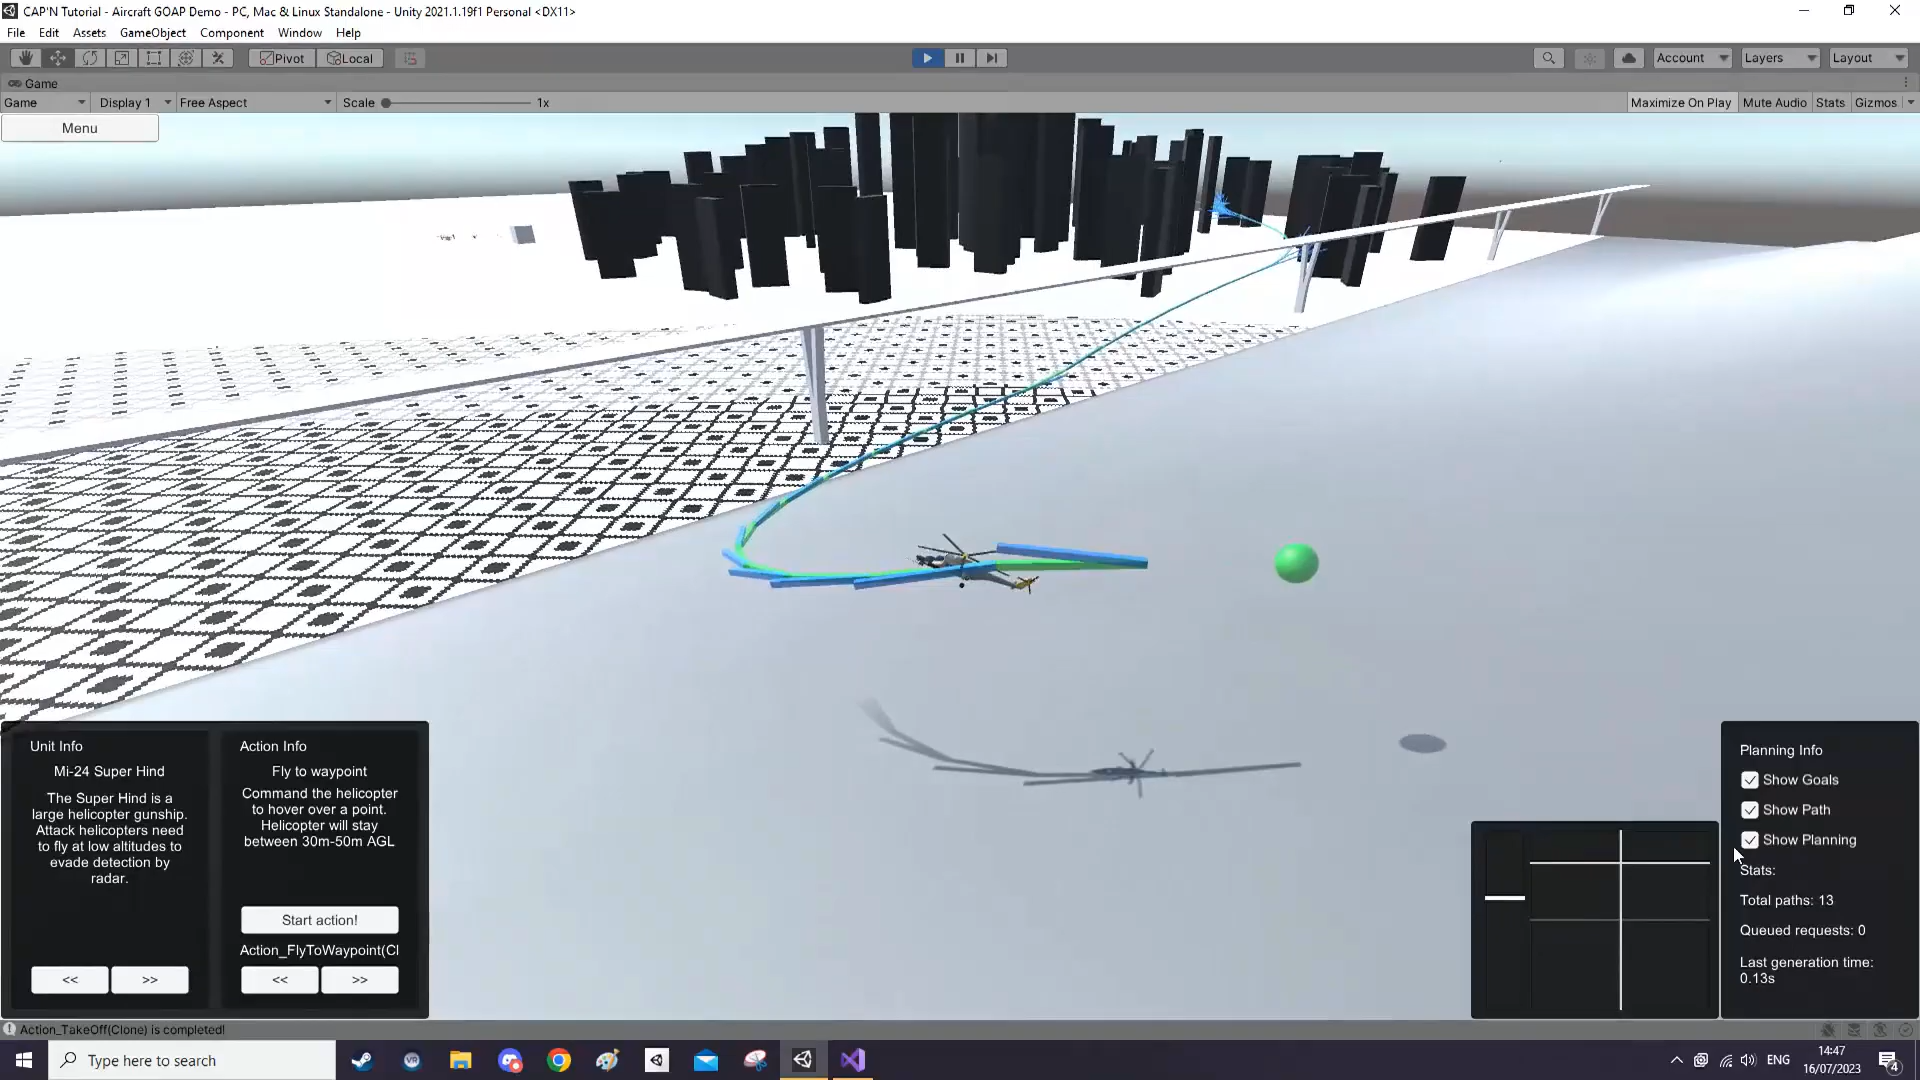 CAP'N Tutorial - Aircraft GOAP Demo - PC, Mac & Linux Standalone - Unity 2021.1.19f1 Personal <DX11>
File Edit Assets GameObject Component Window Help
Pivot Local Account Layers Layout
Game
Game Display 1 Free Aspect Scale 1x Maximize On Play Mute Audio Stats Gizmos
Menu
Unit Info
Mi-24 Super Hind
The Super Hind is a
large helicopter gunship.
Attack helicopters need
to fly at low altitudes to
evade detection by
radar.
<< >>
Action Info
Fly to waypoint
Command the helicopter
to hover over a point.
Helicopter will stay
between 30m-50m AGL
Start action!
Action_FlyToWaypoint(Cl
<< >>
Planning Info
Show Goals
Show Path
Show Planning
Stats:
Total paths: 13
Queued requests: 0
Last generation time:
0.13s
Action_TakeOff(Clone) is completed!
Type here to search
VR
ENG
14:47
16/07/2023
4